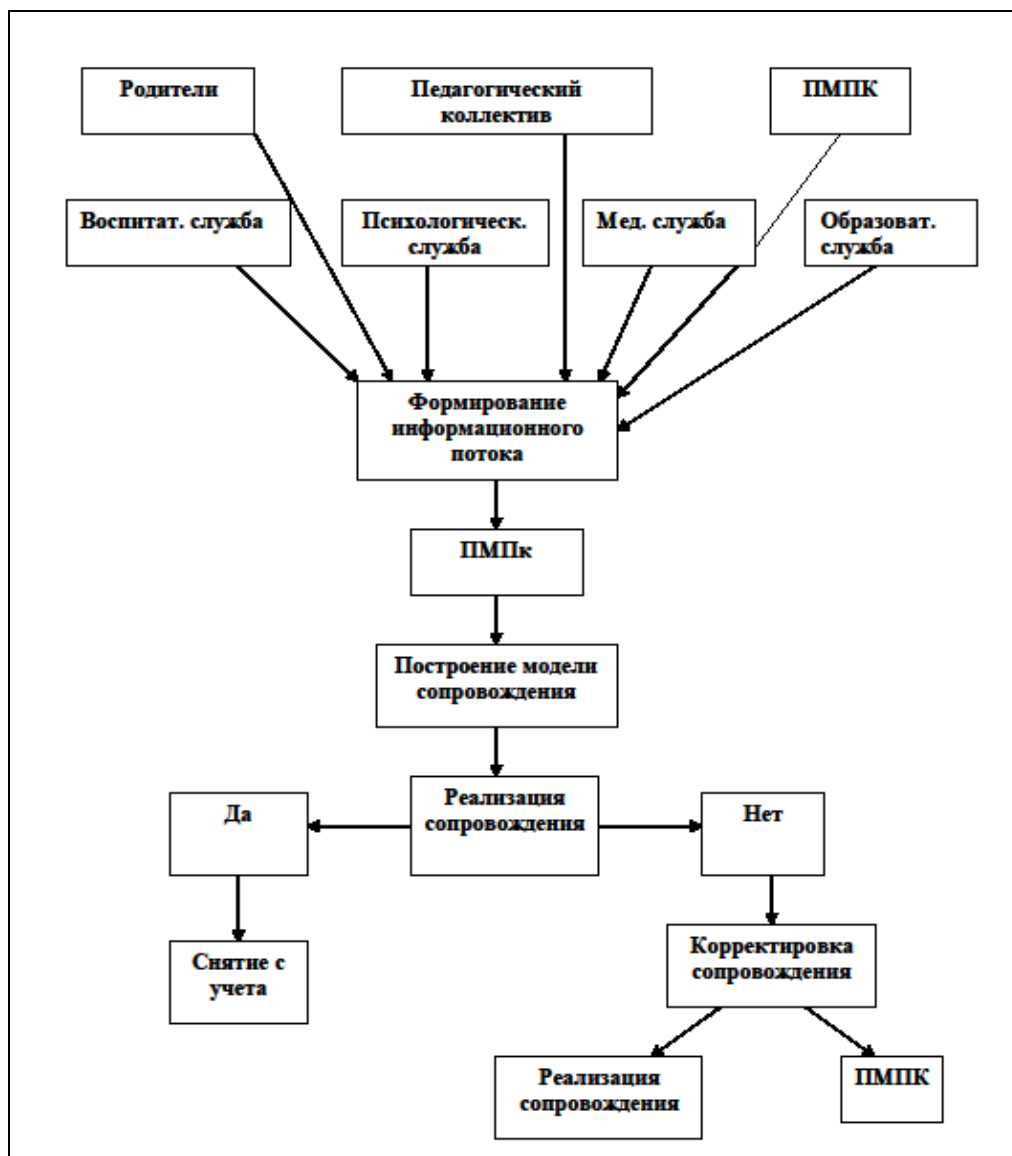 Родители
Педагогический
коллектив
ПМПК
Воспитат. служба
Психологическ.
служба
Мед. служба
Образоват.
служба
Формирование
информационного
потока
ПМПк
Построение модели
сопровождения
Реализация
сопровождения
Да
Нет
Снятие с
учета
Корректировка
сопровождения
Реализация
сопровождения
ПМПК